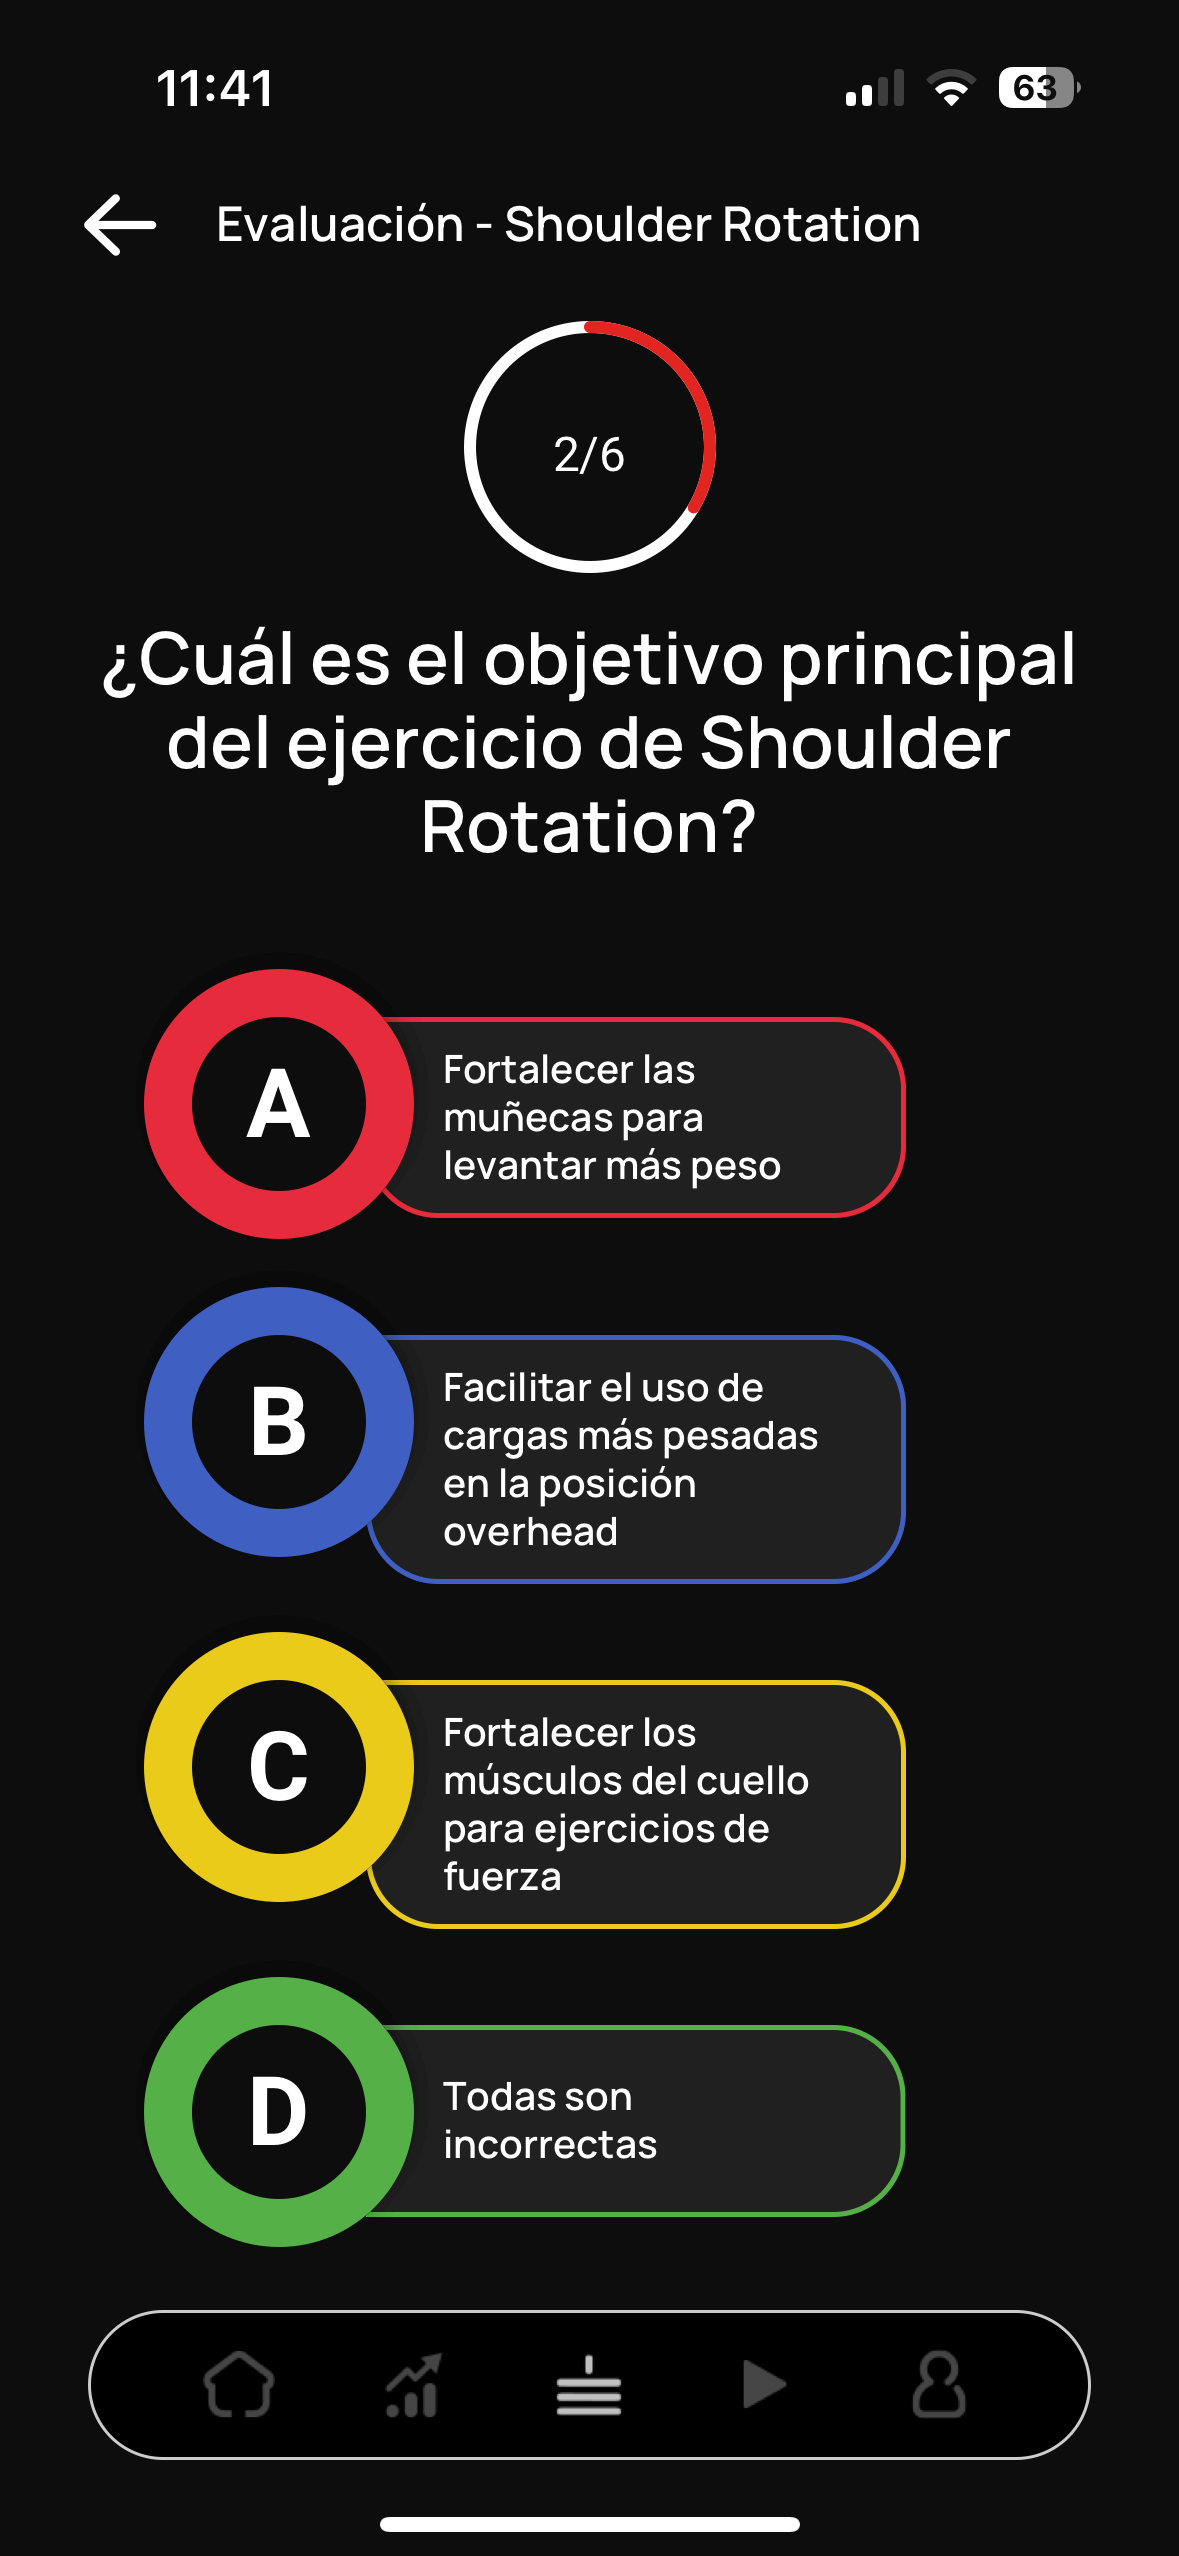 11:41
63
Evaluación - Shoulder Rotation
2/6
¿Cuál es el objetivo principal
del ejercicio de Shoulder
Rotation?
A
Fortalecer las
muñecas para
levantar más peso
B
Facilitar el uso de
cargas más pesadas
en la posición
overhead
C
Fortalecer los
músculos del cuello
para ejercicios de
fuerza
D
Todas son
incorrectas